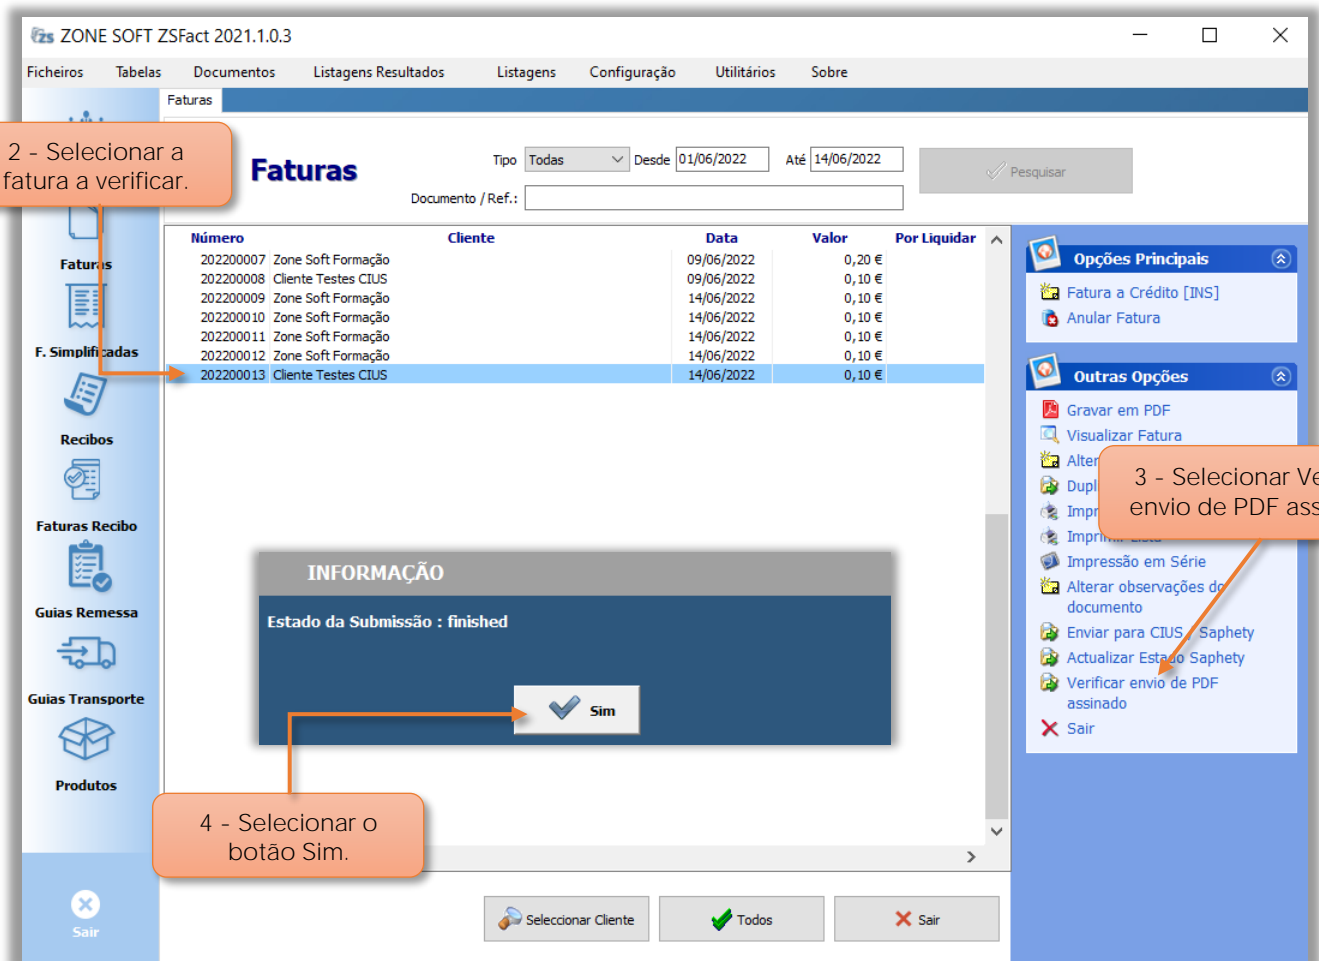 ZS ZONE SOFT ZSFact 2021.1.0.3
Ficheiros Tabelas Documentos Listagens Resultados Listagens Configuração Utilitários Sobre
Faturas
2 - Selecionar a
fatura a verificar.
Faturas
Tipo Todas Desde 01/06/2022 Até 14/06/2022
Documento / Ref.:
Pesquisar
Número Cliente Data Valor Por Liquidar
202200007 Zone Soft Formação 09/06/2022 0,20 €
202200008 Cliente Testes CIUS 09/06/2022 0,10 €
202200009 Zone Soft Formação 14/06/2022 0,10 €
202200010 Zone Soft Formação 14/06/2022 0,10 €
202200011 Zone Soft Formação 14/06/2022 0,10 €
202200012 Zone Soft Formação 14/06/2022 0,10 €
202200013 Cliente Testes CIUS 14/06/2022 0,10 €
Faturas
F. Simplificadas
Recibos
Faturas Recibo
Guias Remessa
Guias Transporte
Produtos
Sair
INFORMAÇÃO
Estado da Submissão : finished
Sim
4 - Selecionar o
botão Sim.
Seleccionar Cliente Todos Sair
Opções Principais
Fatura a Crédito [INS]
Anular Fatura
Outras Opções
Gravar em PDF
Visualizar Fatura
Alter
Dupl
Impr
Imprimir Lista
Impressão em Série
Alterar observações do
documento
Enviar para CIUS / Saphety
Actualizar Estado Saphety
Verificar envio de PDF
assinado
Sair
3 - Selecionar Ve
envio de PDF ass